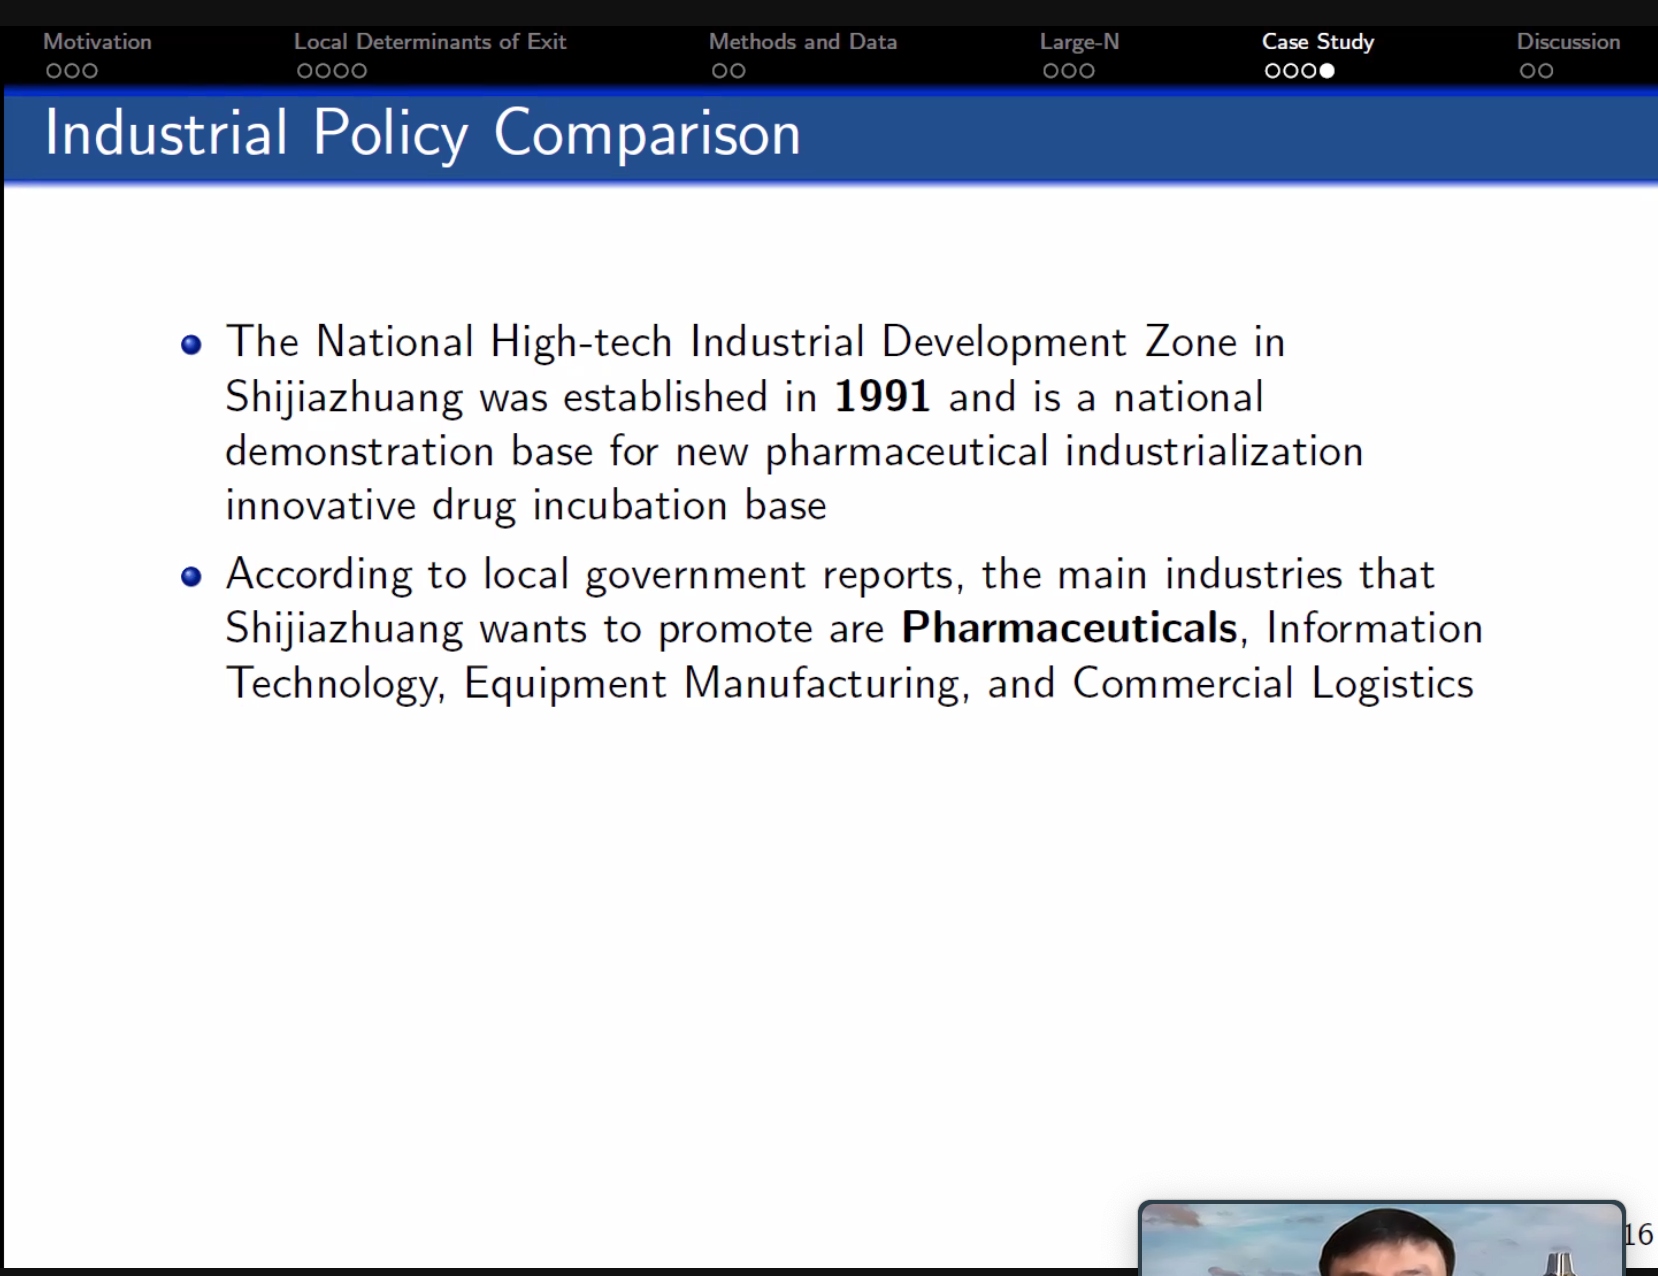 Motivation Local Determinants of Exit Methods and Data Large-N Case Study Discussion
Industrial Policy Comparison
The National High-tech Industrial Development Zone in
Shijiazhuang was established in 1991 and is a national
demonstration base for new pharmaceutical industrialization
innovative drug incubation base
According to local government reports, the main industries that
Shijiazhuang wants to promote are Pharmaceuticals, Information
Technology, Equipment Manufacturing, and Commercial Logistics
16